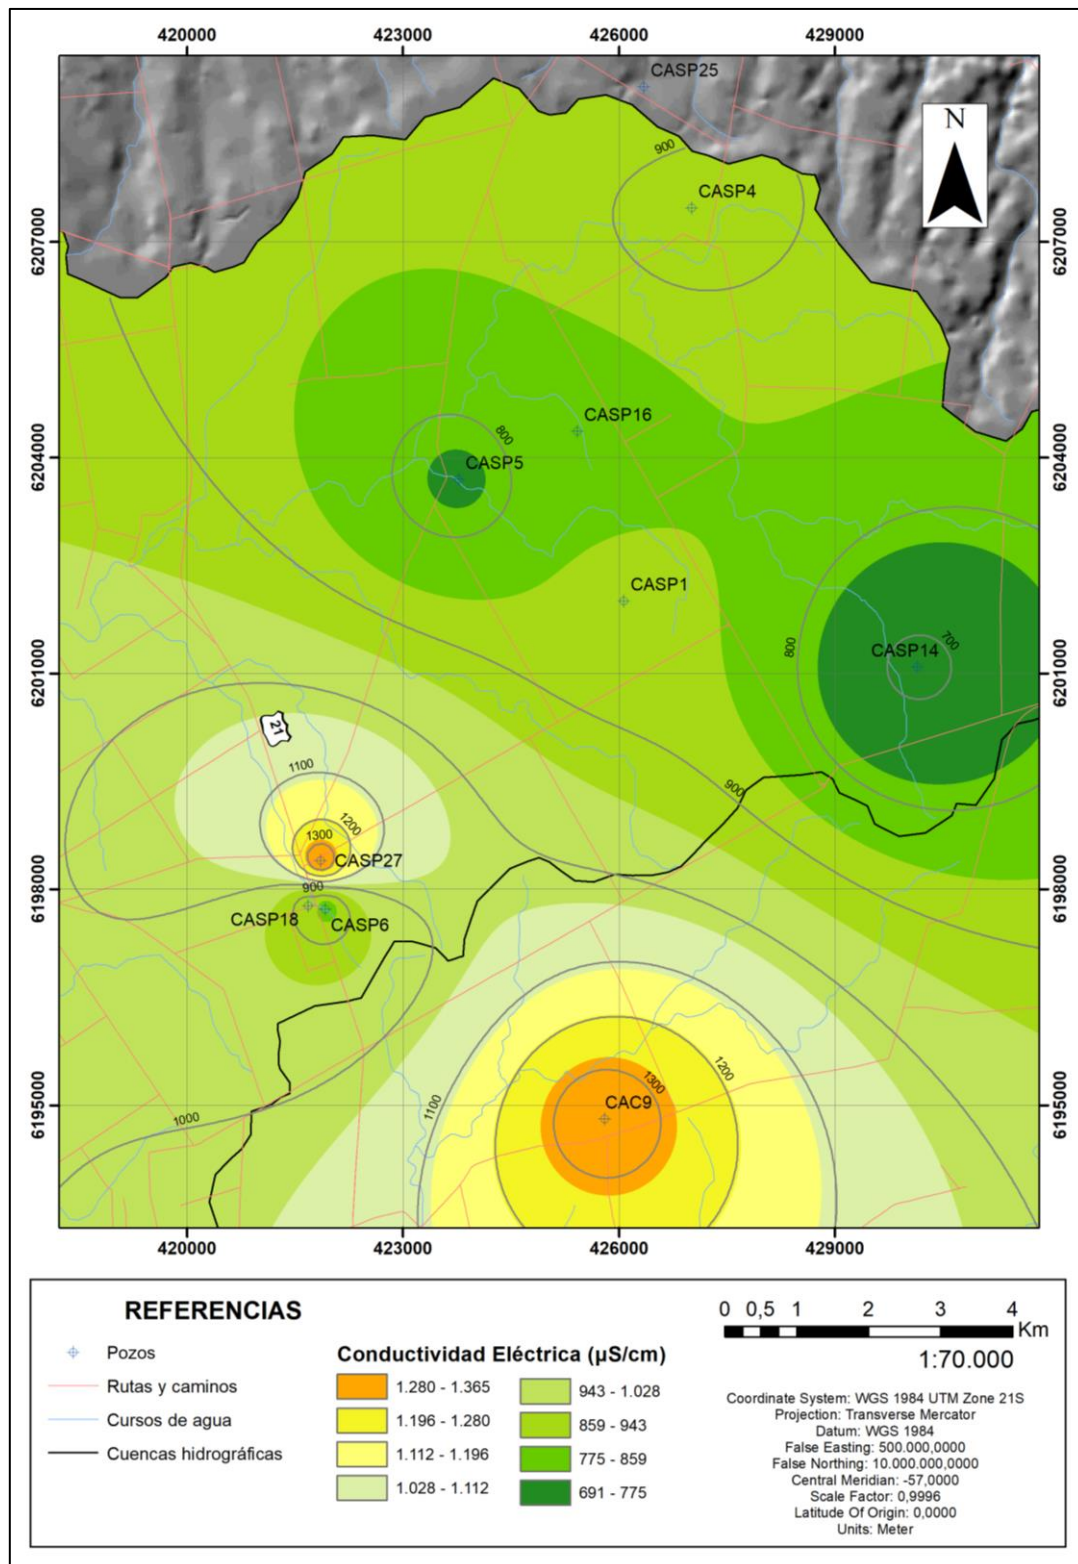 420000 423000 426000 429000
CASP25
N
900
CASP4
6207000 6207000
CASP16
800
6204000 6204000
CASP5
CASP1
800
700
CASP14
6201000 6201000
21
1100
900
1200
1300
CASP27
6198000 6198000
900
CASP18
CASP6
1200
1300
1100
CAC9
6195000 6195000
1000
420000 423000 426000 429000
REFERENCIAS
Pozos
Rutas y caminos
Cursos de agua
Cuencas hidrográficas
Conductividad Eléctrica (µS/cm)
1.280 - 1.365
1.196 - 1.280
1.112 - 1.196
1.028 - 1.112
943 - 1.028
859 - 943
775 - 859
691 - 775
0 0,5 1 2 3 4
Km
1:70.000
Coordinate System: WGS 1984 UTM Zone 21S
Projection: Transverse Mercator
Datum: WGS 1984
False Easting: 500.000,0000
False Northing: 10.000.000,0000
Central Meridian: -57,0000
Scale Factor: 0,9996
Latitude Of Origin: 0,0000
Units: Meter